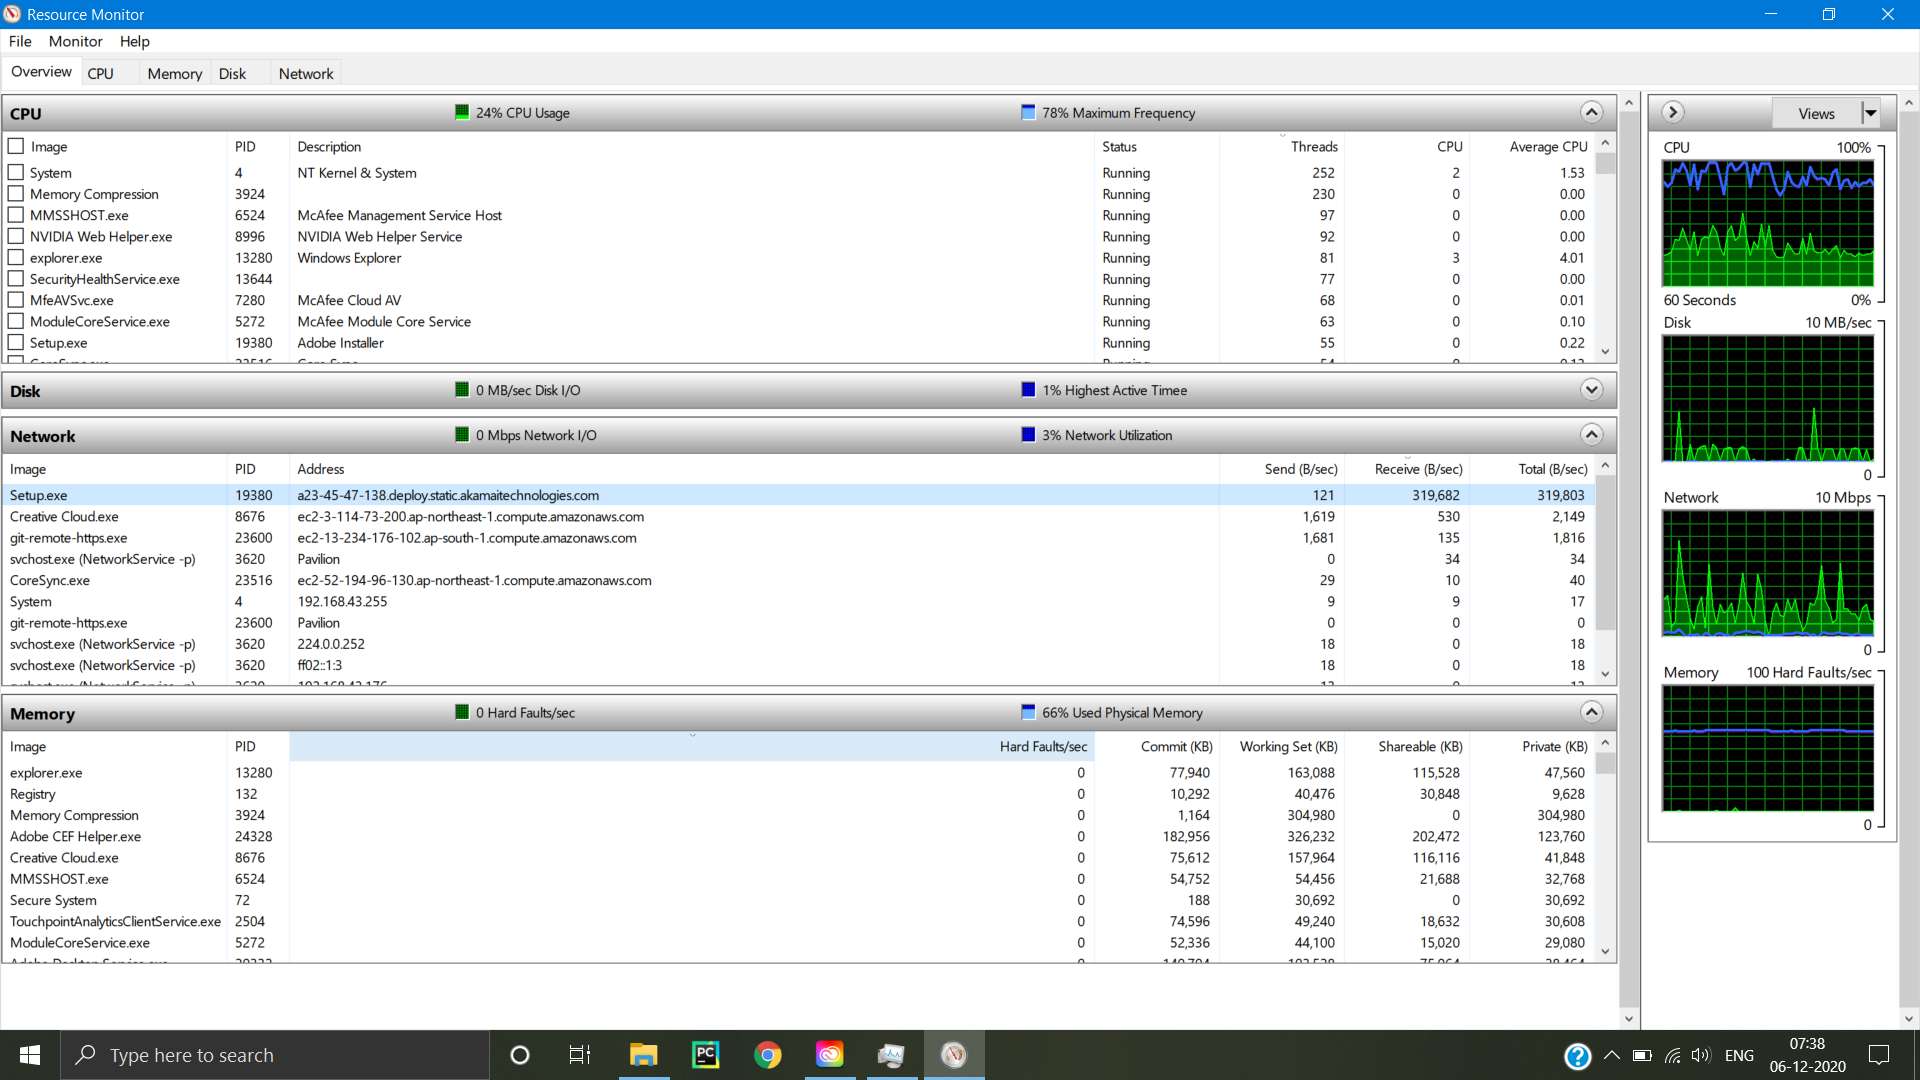 Resource Monitor
File Monitor Help
Overview CPU Memory Disk Network
CPU 24% CPU Usage 78% Maximum Frequency
Image PID Description Status Threads CPU Average CPU
System 4 NT Kernel & System Running 252 2 1.53
Memory Compression 3924 Running 230 0 0.00
MMSSHOST.exe 6524 McAfee Management Service Host Running 97 0 0.00
NVIDIA Web Helper.exe 8996 NVIDIA Web Helper Service Running 92 0 0.00
explorer.exe 13280 Windows Explorer Running 81 3 4.01
SecurityHealthService.exe 13644 Running 77 0 0.00
MfeAVSvc.exe 7280 McAfee Cloud AV Running 68 0 0.01
ModuleCoreService.exe 5272 McAfee Module Core Service Running 63 0 0.10
Setup.exe 19380 Adobe Installer Running 55 0 0.22
Disk 0 MB/sec Disk I/O 1% Highest Active Timee
Network 0 Mbps Network I/O 3% Network Utilization
Image PID Address Send (B/sec) Receive (B/sec) Total (B/sec)
Setup.exe 19380 a23-45-47-138.deploy.static.akamaitechnologies.com 121 319,682 319,803
Creative Cloud.exe 8676 ec2-3-114-73-200.ap-northeast-1.compute.amazonaws.com 1,619 530 2,149
git-remote-https.exe 23600 ec2-13-234-176-102.ap-south-1.compute.amazonaws.com 1,681 135 1,816
svchost.exe (NetworkService -p) 3620 Pavilion 0 34 34
CoreSync.exe 23516 ec2-52-194-96-130.ap-northeast-1.compute.amazonaws.com 29 10 40
System 4 192.168.43.255 9 9 17
git-remote-https.exe 23600 Pavilion 0 0 0
svchost.exe (NetworkService -p) 3620 224.0.0.252 18 0 18
svchost.exe (NetworkService -p) 3620 ff02::1:3 18 0 18
Memory 0 Hard Faults/sec 66% Used Physical Memory
Image PID Hard Faults/sec Commit (KB) Working Set (KB) Shareable (KB) Private (KB)
explorer.exe 13280 0 77,940 163,088 115,528 47,560
Registry 132 0 10,292 40,476 30,848 9,628
Memory Compression 3924 0 1,164 304,980 0 304,980
Adobe CEF Helper.exe 24328 0 182,956 326,232 202,472 123,760
Creative Cloud.exe 8676 0 75,612 157,964 116,116 41,848
MMSSHOST.exe 6524 0 54,752 54,456 21,688 32,768
Secure System 72 0 188 30,692 0 30,692
TouchpointAnalyticsClientService.exe 2504 0 74,596 49,240 18,632 30,608
ModuleCoreService.exe 5272 0 52,336 44,100 15,020 29,080
Views
CPU 100%
60 Seconds 0%
Disk 10 MB/sec
0
Network 10 Mbps
0
Memory 100 Hard Faults/sec
0
Type here to search
PC
ENG
07:38
06-12-2020